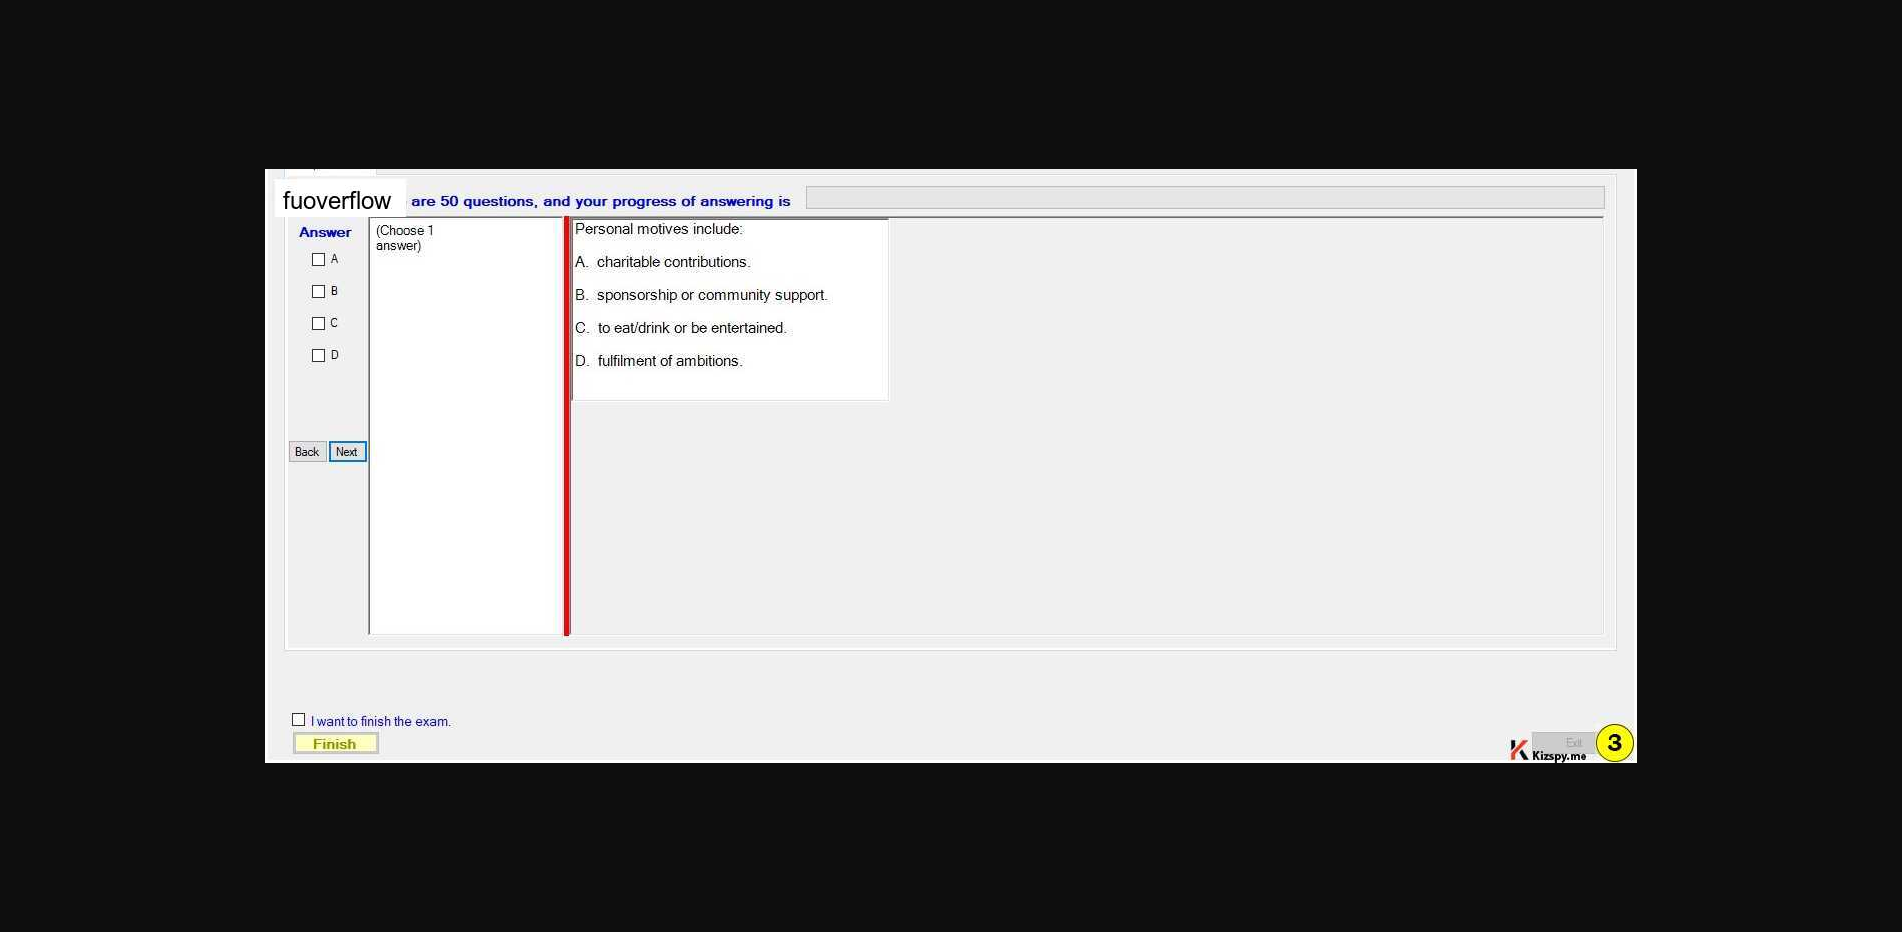 fuoverflow are 50 questions, and your progress of answering is
Answer
(Choose 1
answer)
A
B
C
D
Back Next
Personal motives include:
A. charitable contributions.
B. sponsorship or community support.
C. to eat/drink or be entertained.
D. fulfilment of ambitions.
I want to finish the exam.
Finish
Exit
Kizspy.me
3